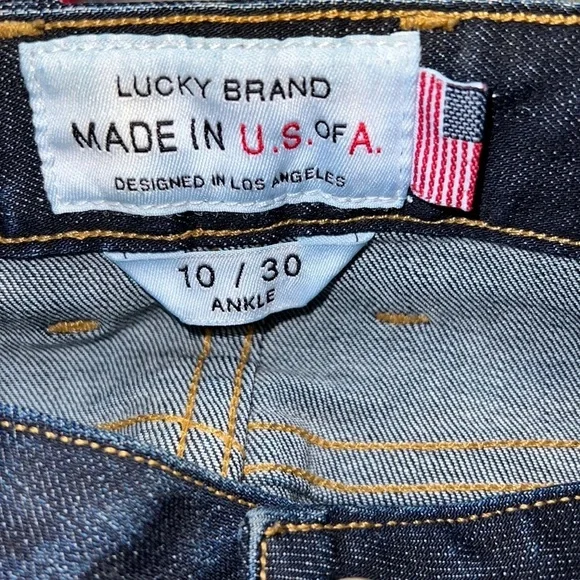 LUCKY BRAND
MADE IN U.S. OF A.
DESIGNED IN LOS ANGELES
10 / 30
ANKLE